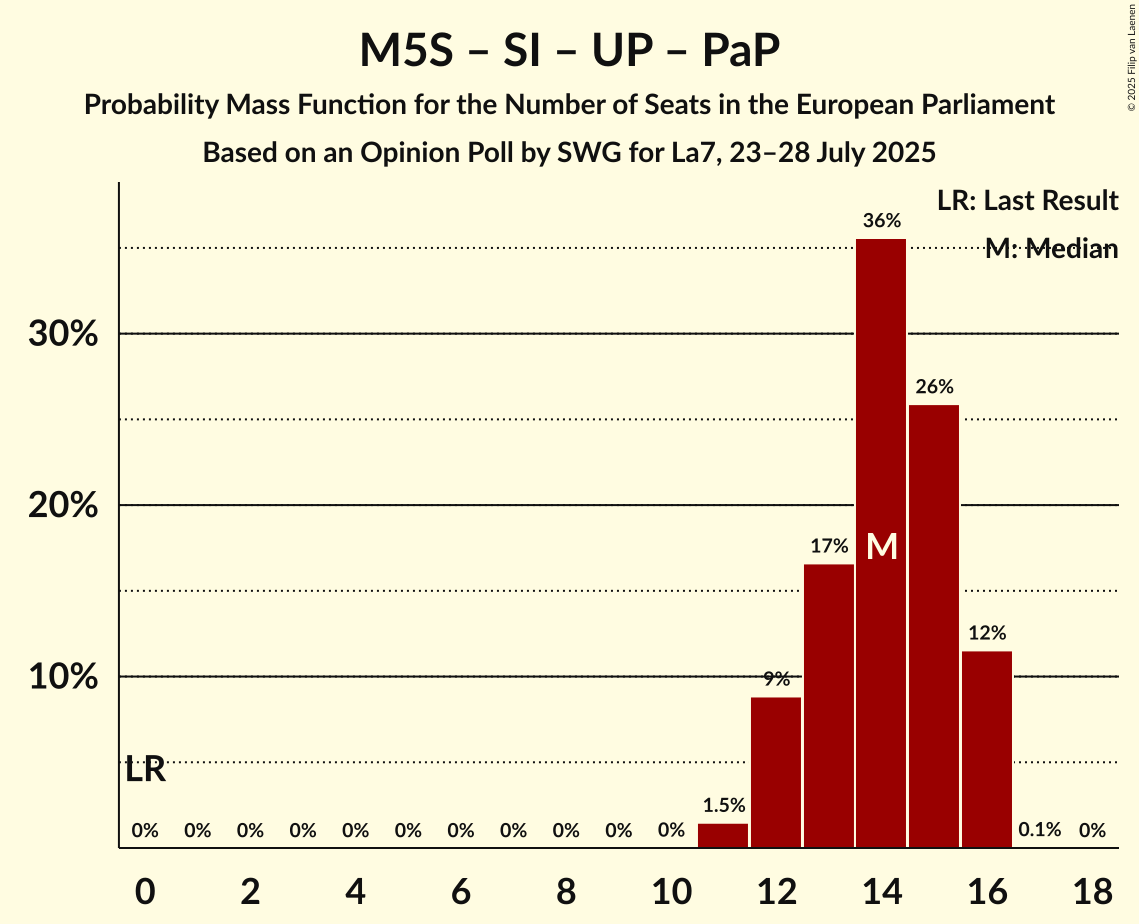 M5S – SI – UP – PaP
Probability Mass Function for the Number of Seats in the European Parliament
Based on an Opinion Poll by SWG for La7, 23–28 July 2025
© 2025 Filip van Laenen
LR: Last Result
M: Median
36%
30%
26%
20%
17%
M
12%
10%
9%
LR
1.5%
0% 0% 0% 0% 0% 0% 0% 0% 0% 0% 0% 0.1% 0%
0 2 4 6 8 10 12 14 16 18